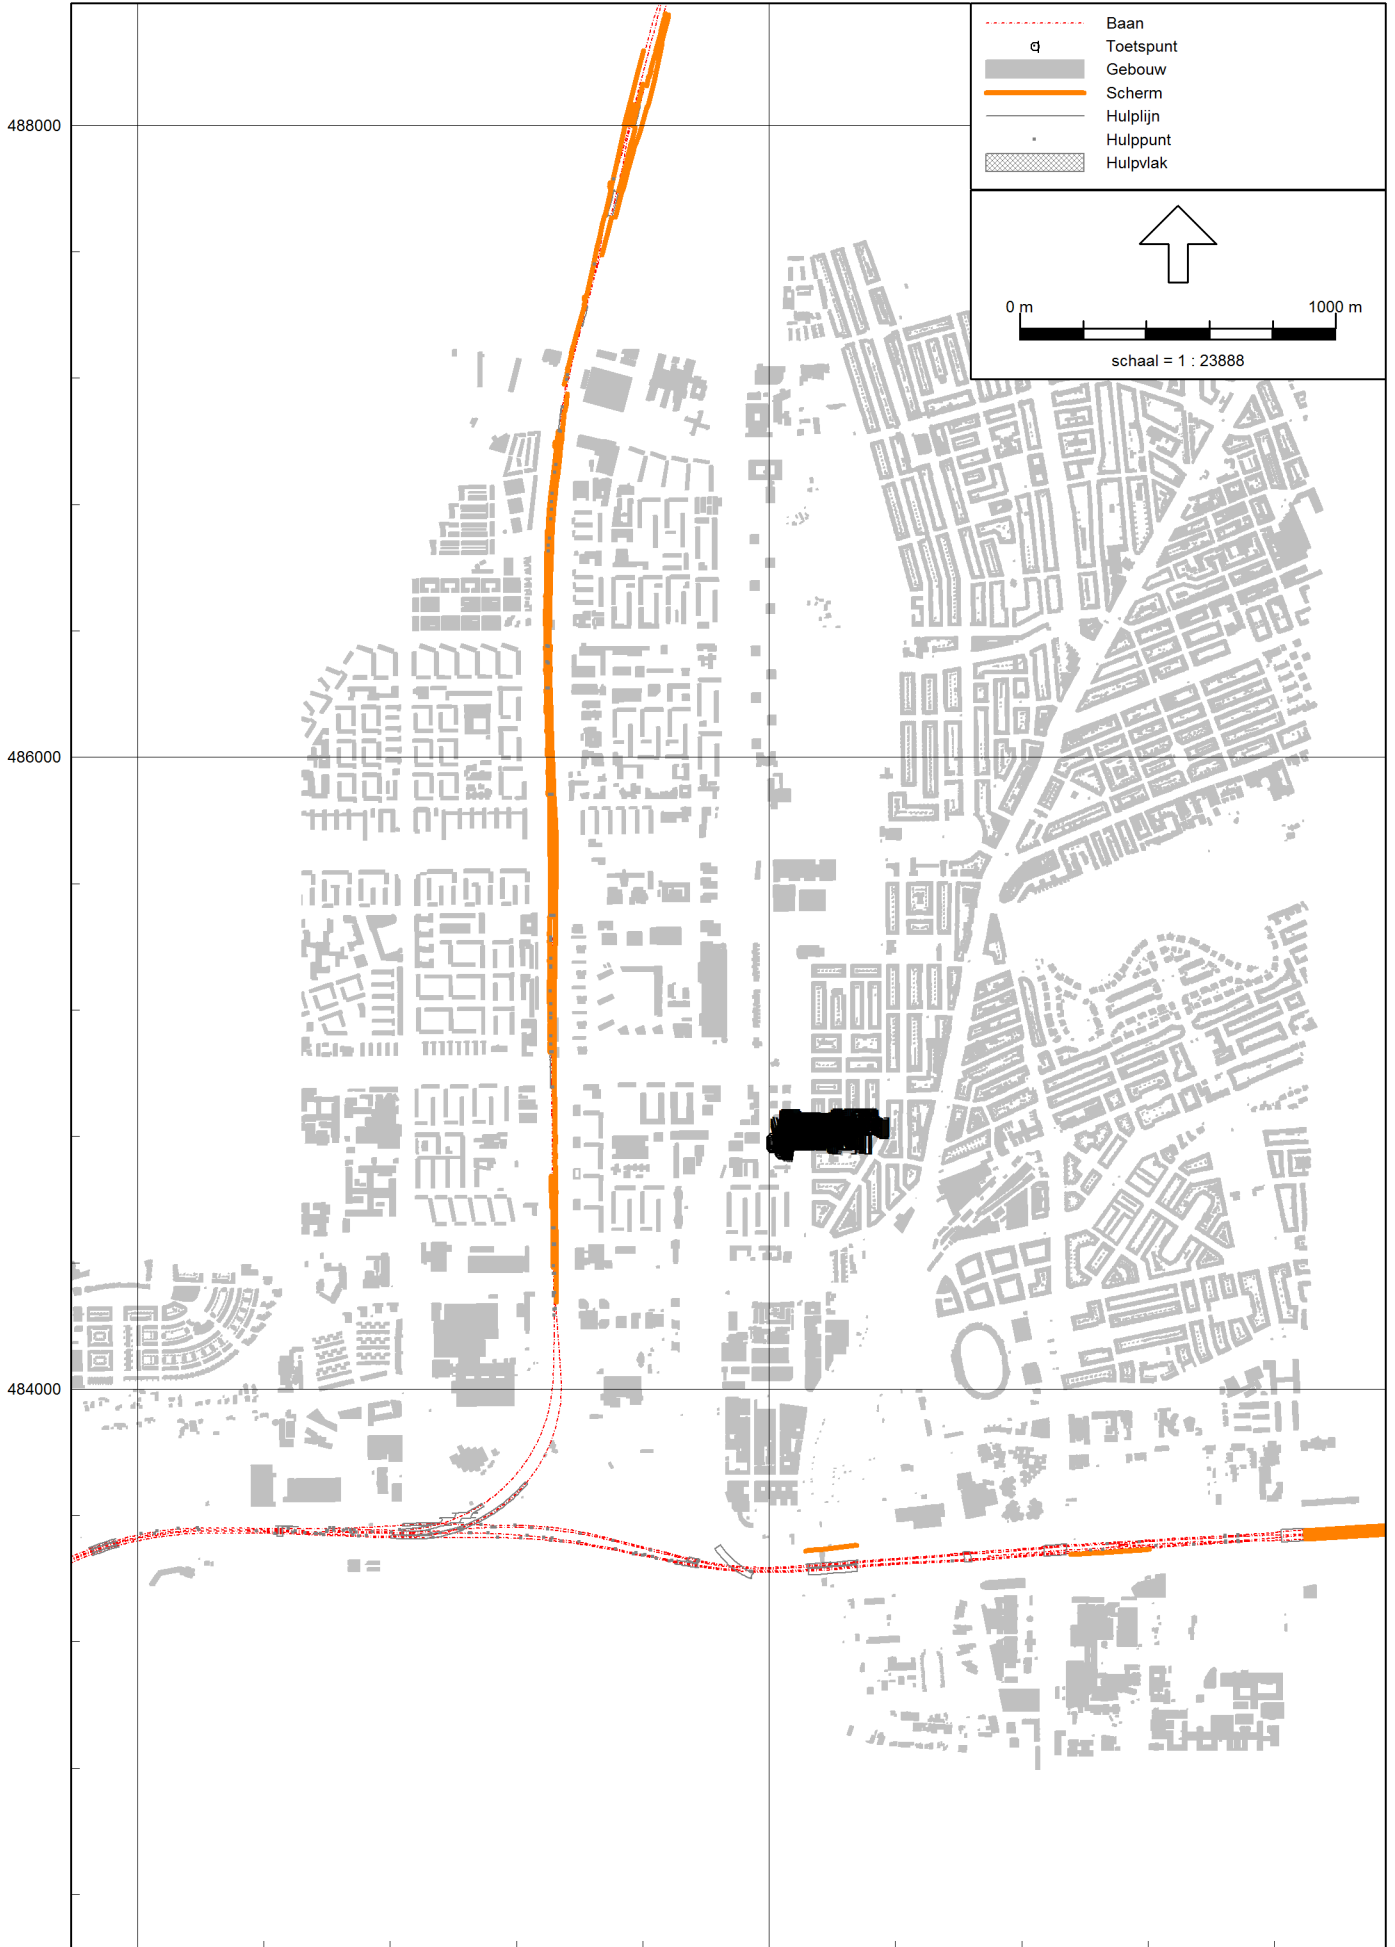 Baan
Toetspunt
Gebouw
Scherm
Hulplijn
Hulppunt
Hulpvlak
488000
0 m 1000 m
schaal = 1 : 23888
486000
484000